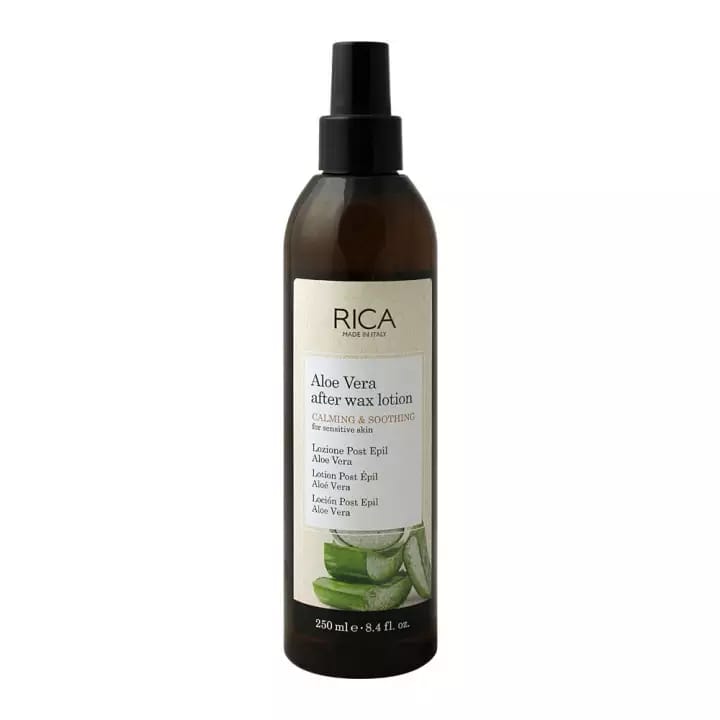 RICA
MADE IN ITALY
Aloe Vera
after wax lotion
CALMING & SOOTHING
for sensitive skin
Lozione Post Epil
Aloe Vera
Lotion Post Épil
Aloé Vera
Loción Post Epil
Aloe Vera
250 ml e · 8.4 fl. oz.